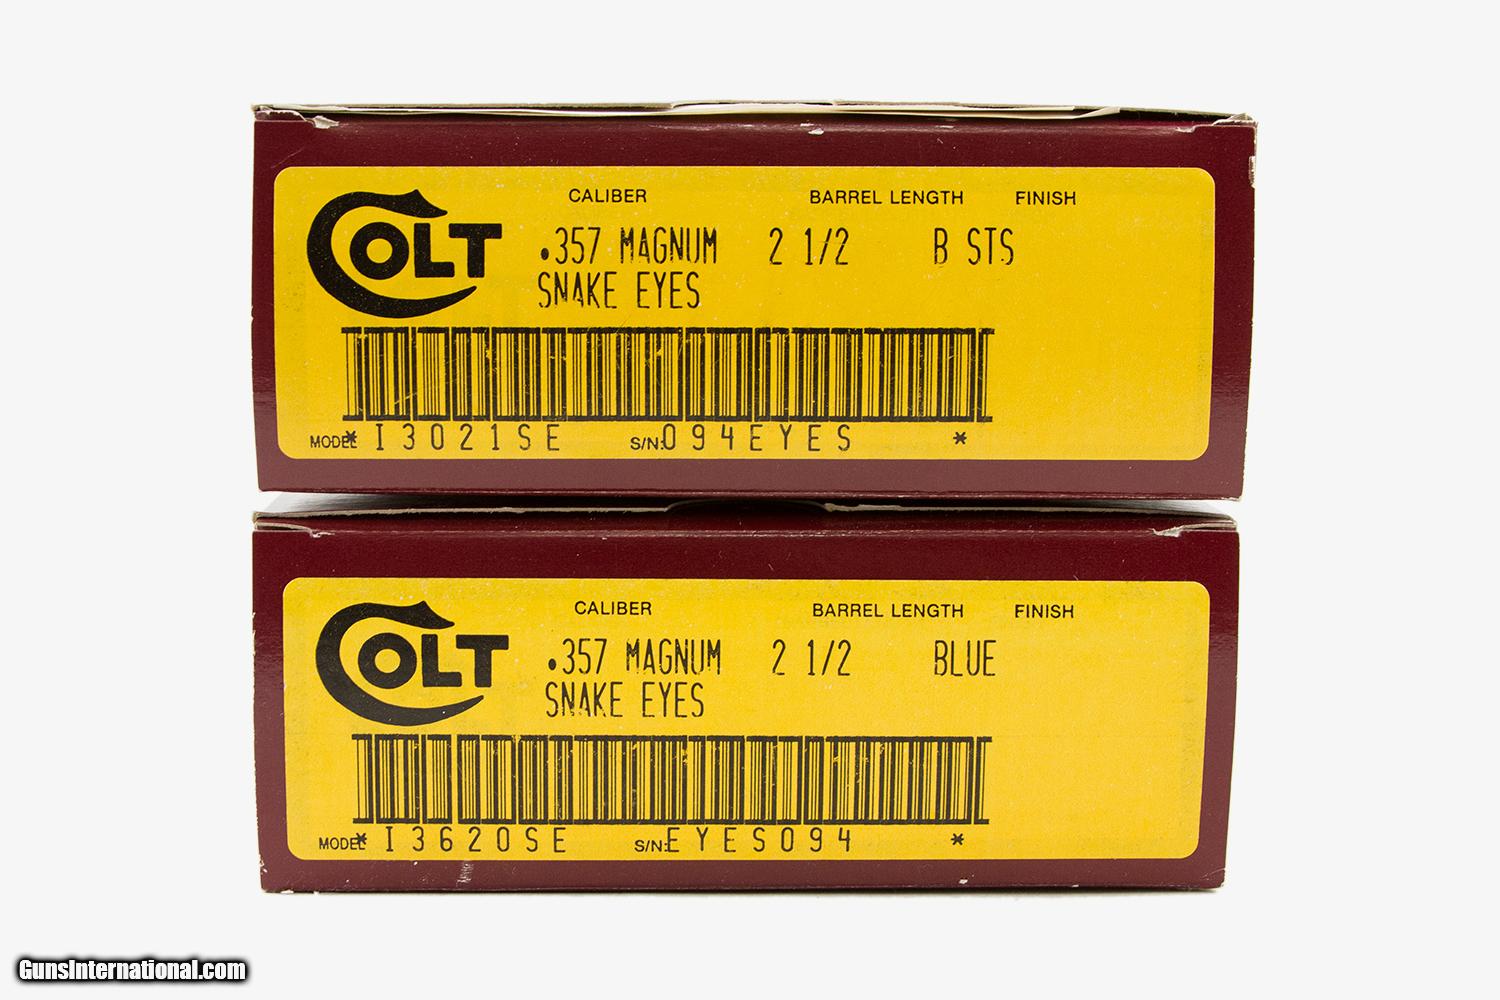 COLT
CALIBER BARREL LENGTH FINISH
.357 MAGNUM 2 1/2 B STS
SNAKE EYES
MODEL * I3021SE S/N: 094EYES *
COLT
CALIBER BARREL LENGTH FINISH
.357 MAGNUM 2 1/2 BLUE
SNAKE EYES
MODEL * I3620SE S/N: EYES094 *
GunsInternational.com